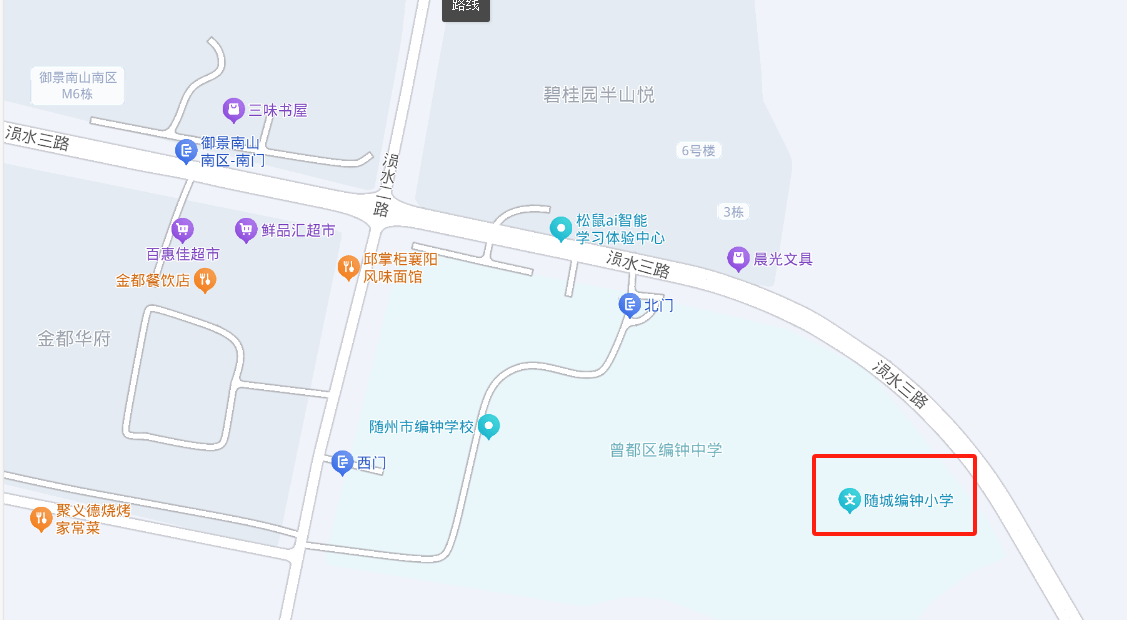 路线
御景南山南区
M6栋
三味书屋
碧桂园半山悦
涢水三路
御景南山
南区-南门
6号楼
涢水二路
3栋
百惠佳超市
鲜品汇超市
松鼠ai智能
学习体验中心
邱掌柜襄阳
风味面馆
涢水三路
晨光文具
金都餐饮店
北门
金都华府
涢水三路
随州市编钟学校
曾都区编钟中学
西门
随城编钟小学
聚义德烧烤
家常菜